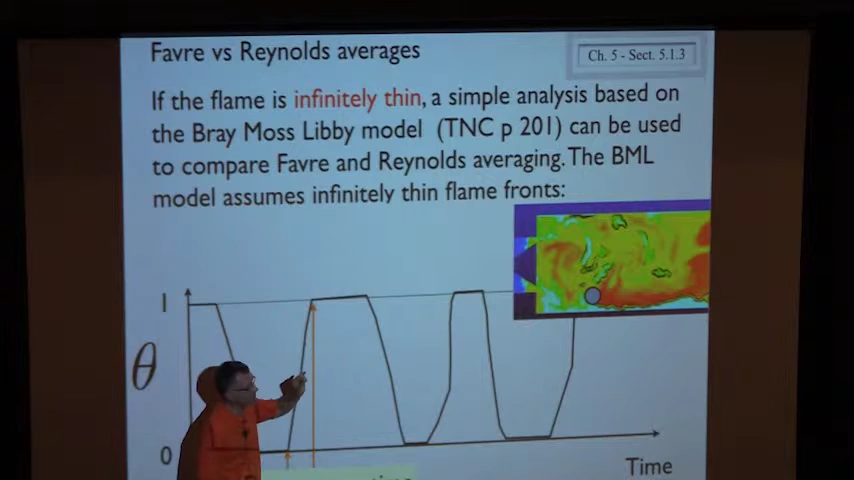 Favre vs Reynolds averages
Ch. 5 - Sect. 5.1.3
If the flame is infinitely thin, a simple analysis based on
the Bray Moss Libby model (TNC p 201) can be used
to compare Favre and Reynolds averaging. The BML
model assumes infinitely thin flame fronts:
1
θ
0
Time